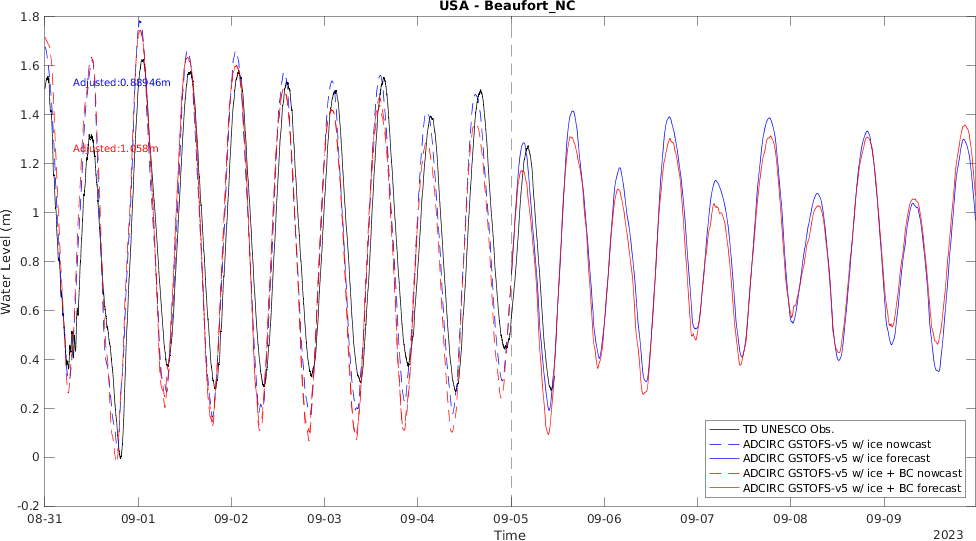 USA - Beaufort_NC
1.8
1.6
1.4
1.2
1
0.8
0.6
0.4
0.2
0
-0.2
Water Level (m)
Adjusted:0.88946m
Adjusted:1.058m
TD UNESCO Obs.
ADCIRC GSTOFS-v5 w/ ice nowcast
ADCIRC GSTOFS-v5 w/ ice forecast
ADCIRC GSTOFS-v5 w/ ice + BC nowcast
ADCIRC GSTOFS-v5 w/ ice + BC forecast
08-31 09-01 09-02 09-03 09-04 09-05 09-06 09-07 09-08 09-09
Time
2023